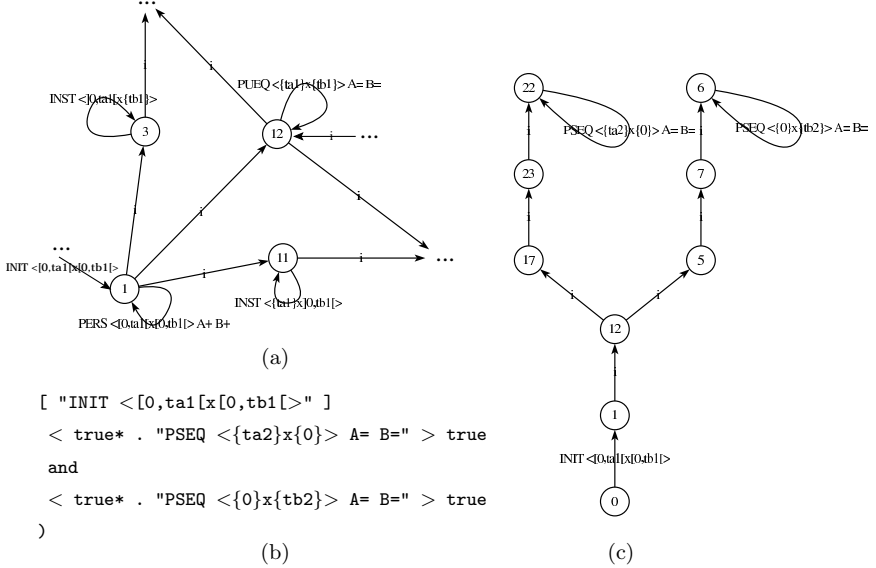 ...
i
i
INST <]0,ta1[x{tb1}>
PUEQ <{ta1}x{tb1}> A= B=
3
12
i
...
i
i
i
...
INIT <[0,ta1[x[0,tb1[>
1
i
11
i
...
INST <{ta1}x]0,tb1[>
PERS <[0,ta1[x[0,tb1[> A+ B+
(a)
[ "INIT <[0,ta1[x[0,tb1[>" ]
< true* . "PSEQ <{ta2}x{0}> A= B=" > true
and
< true* . "PSEQ <{0}x{tb2}> A= B=" > true
)
(b)
22
6
PSEQ <{ta2}x{0}> A= B=
PSEQ <{0}x{tb2}> A= B=
i
i
23
7
i
i
17
5
i
i
12
i
1
INIT <[0,ta1[x[0,tb1[>
0
(c)